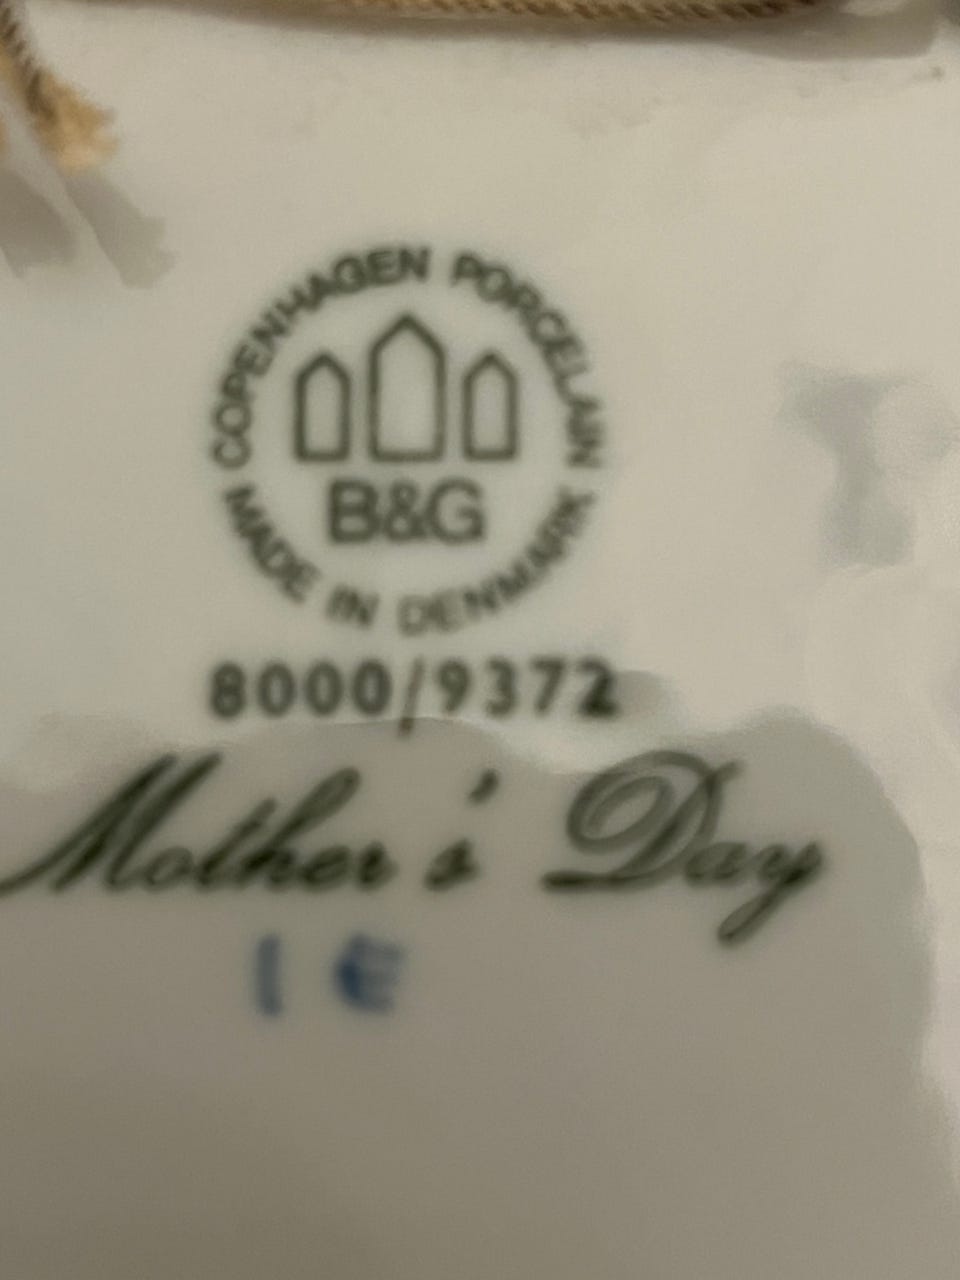 COPENHAGEN PORCELAIN
B&G
MADE IN DENMARK
8000/9372
Mother's Day
I E